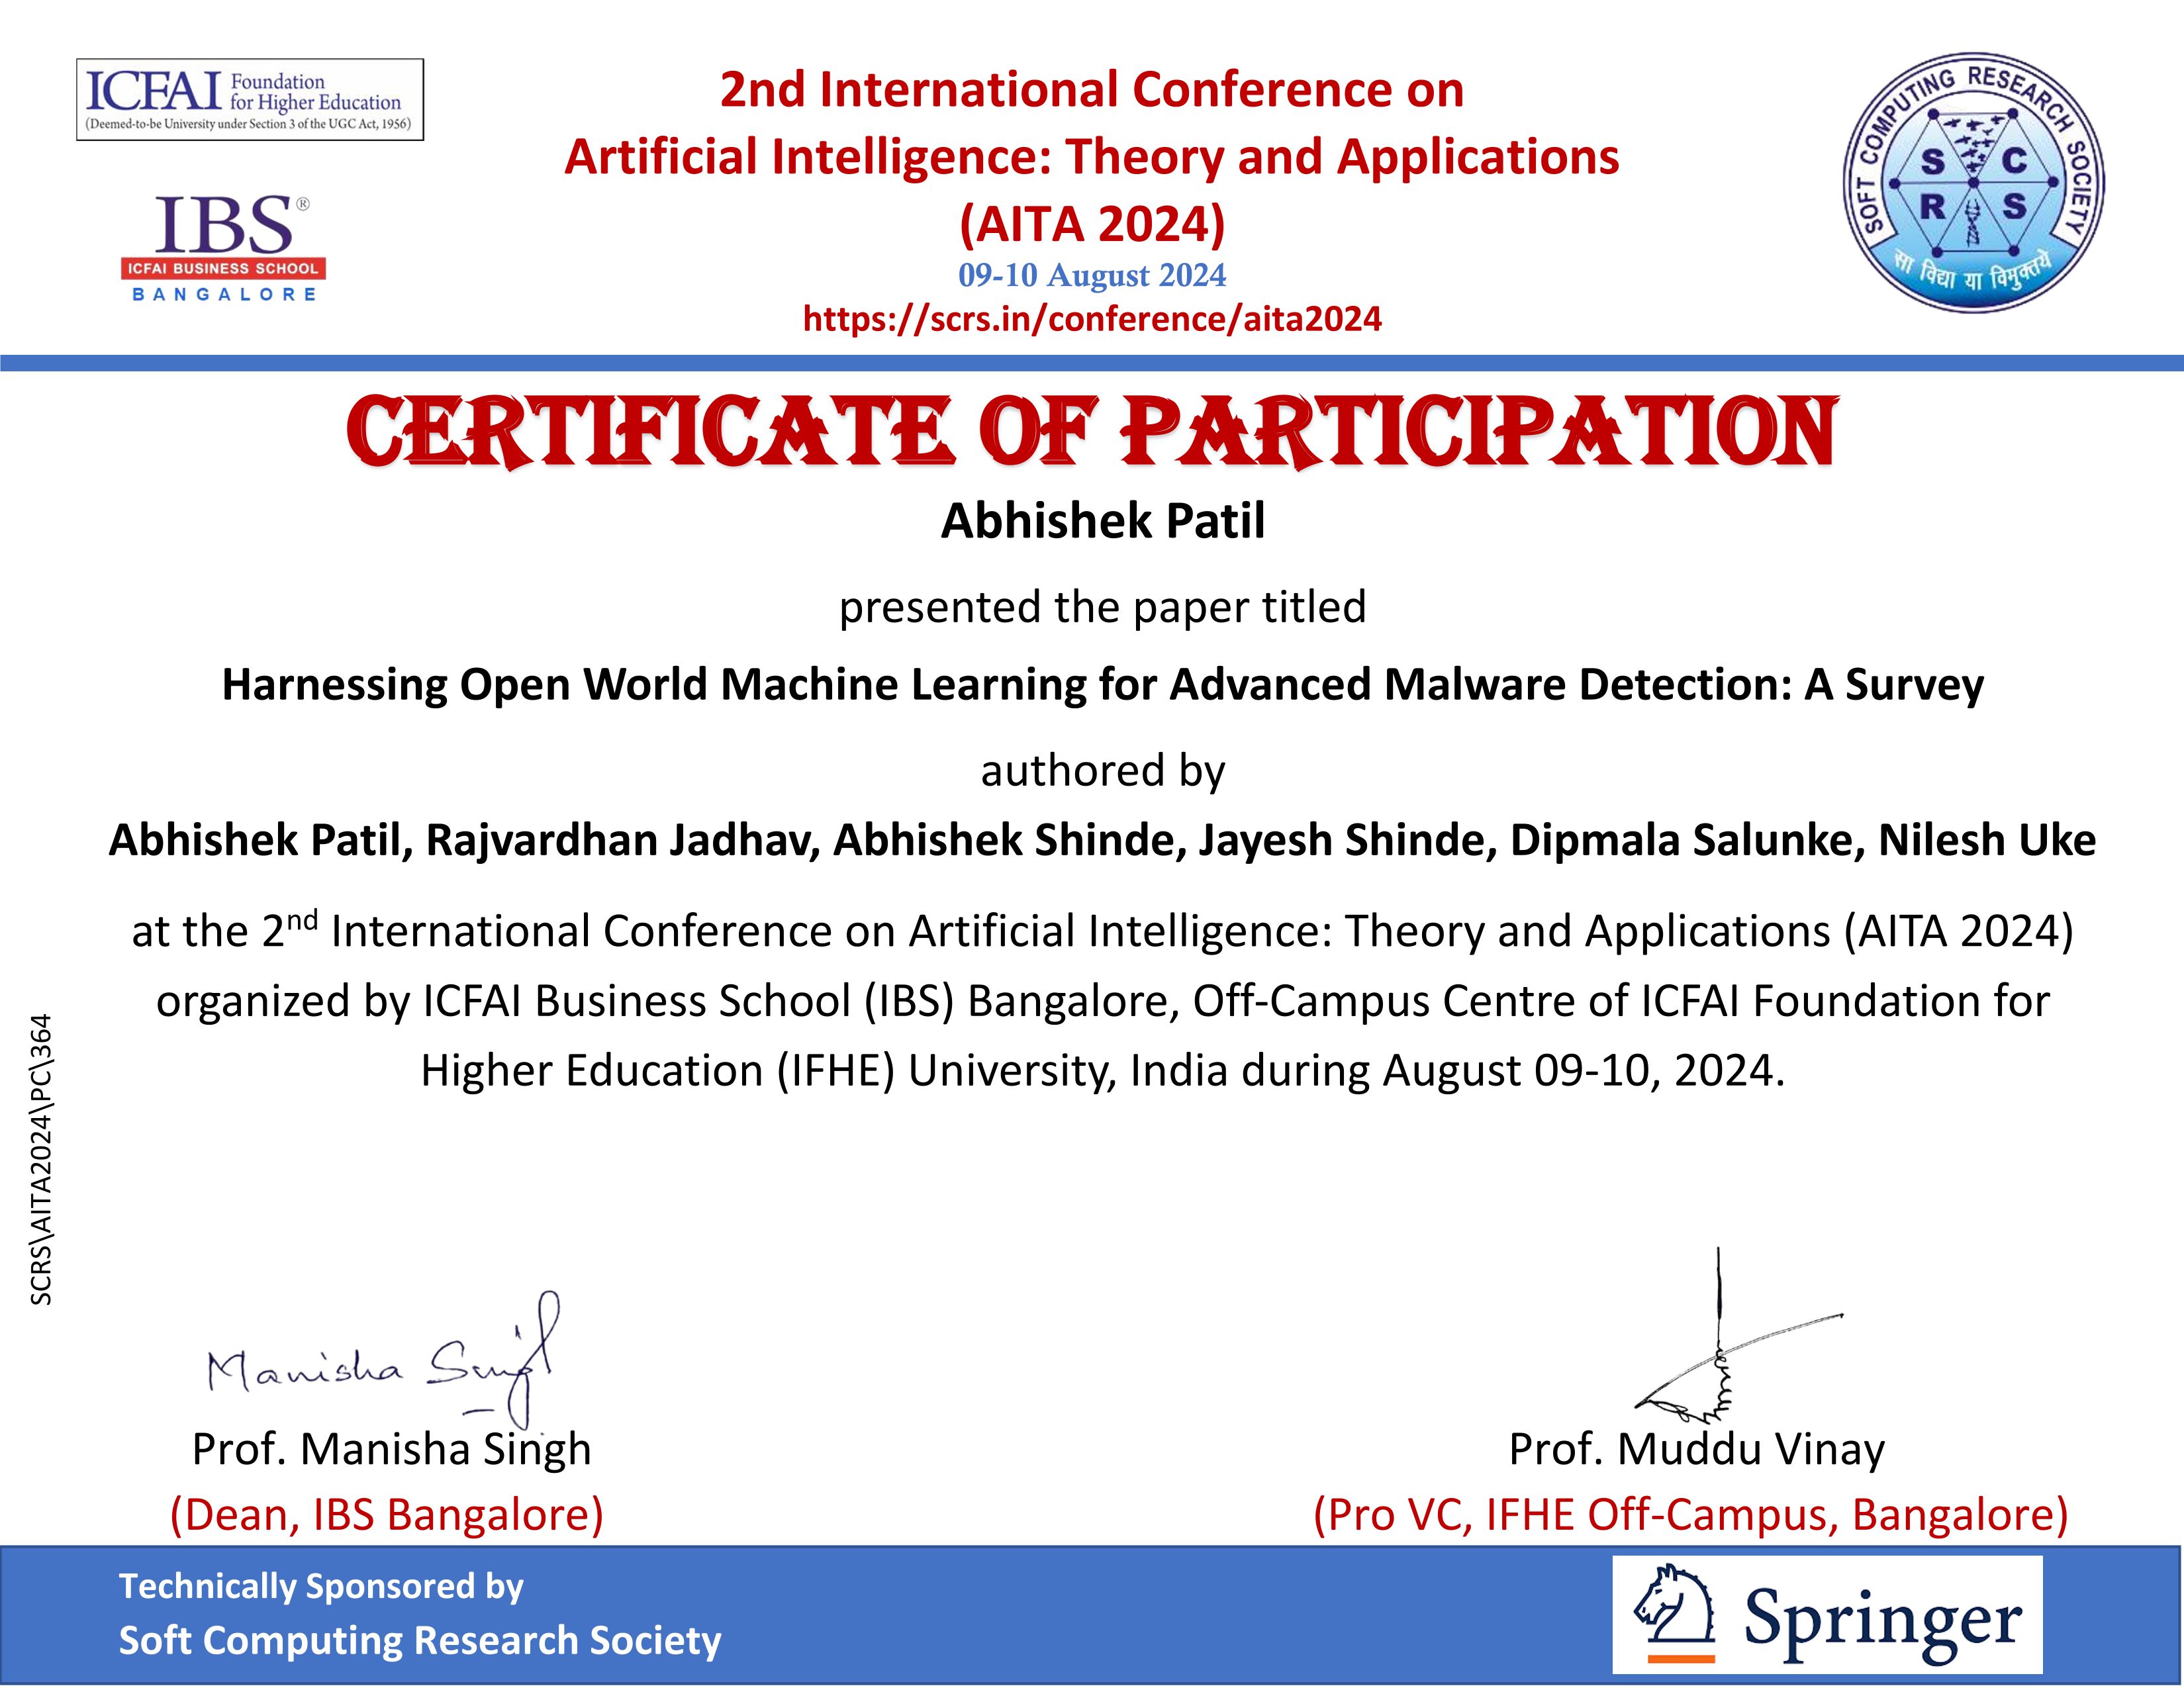 ICFAI Foundation for Higher Education
(Deemed-to-be University under Section 3 of the UGC Act, 1956)
IBS®
ICFAI BUSINESS SCHOOL
BANGALORE
2nd International Conference on
Artificial Intelligence: Theory and Applications
(AITA 2024)
09-10 August 2024
https://scrs.in/conference/aita2024
SOFT COMPUTING RESEARCH SOCIETY
S C
R S
सा विद्या या विमुक्तये
CERTIFICATE OF PARTICIPATION
Abhishek Patil
presented the paper titled
Harnessing Open World Machine Learning for Advanced Malware Detection: A Survey
authored by
Abhishek Patil, Rajvardhan Jadhav, Abhishek Shinde, Jayesh Shinde, Dipmala Salunke, Nilesh Uke
at the 2nd International Conference on Artificial Intelligence: Theory and Applications (AITA 2024)
organized by ICFAI Business School (IBS) Bangalore, Off-Campus Centre of ICFAI Foundation for
Higher Education (IFHE) University, India during August 09-10, 2024.
SCRS\AITA2024\PC\364
Manisha Singh
Prof. Manisha Singh
(Dean, IBS Bangalore)
Prof. Muddu Vinay
(Pro VC, IFHE Off-Campus, Bangalore)
Technically Sponsored by
Soft Computing Research Society
Springer